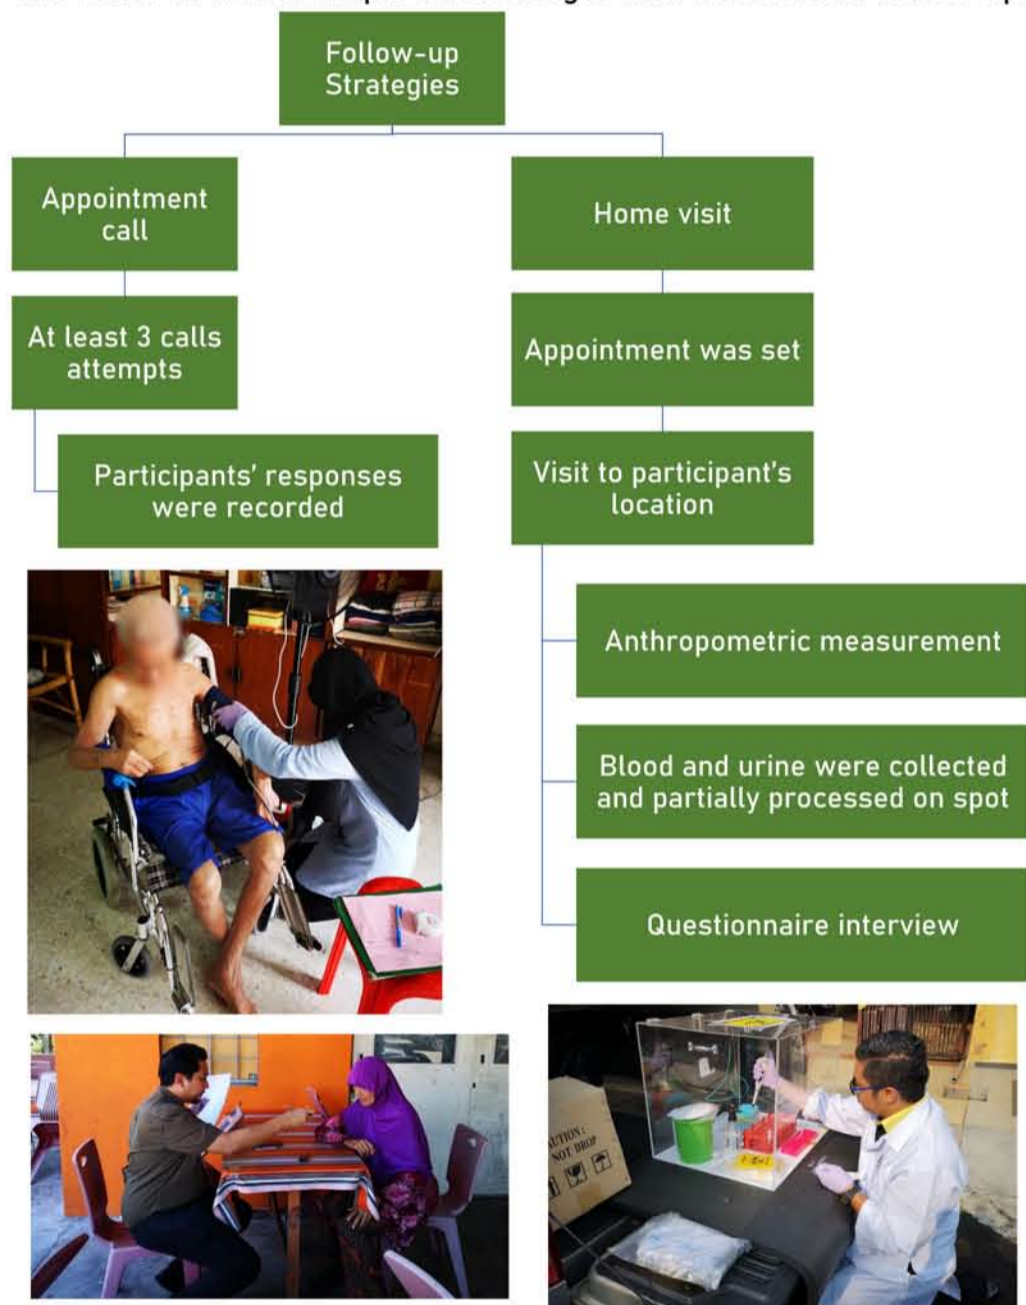 Follow-up
Strategies
Appointment
call
At least 3 calls
attempts
Participants' responses
were recorded
Home visit
Appointment was set
Visit to participant's
location
Anthropometric measurement
Blood and urine were collected
and partially processed on spot
Questionnaire interview
NOT DROP